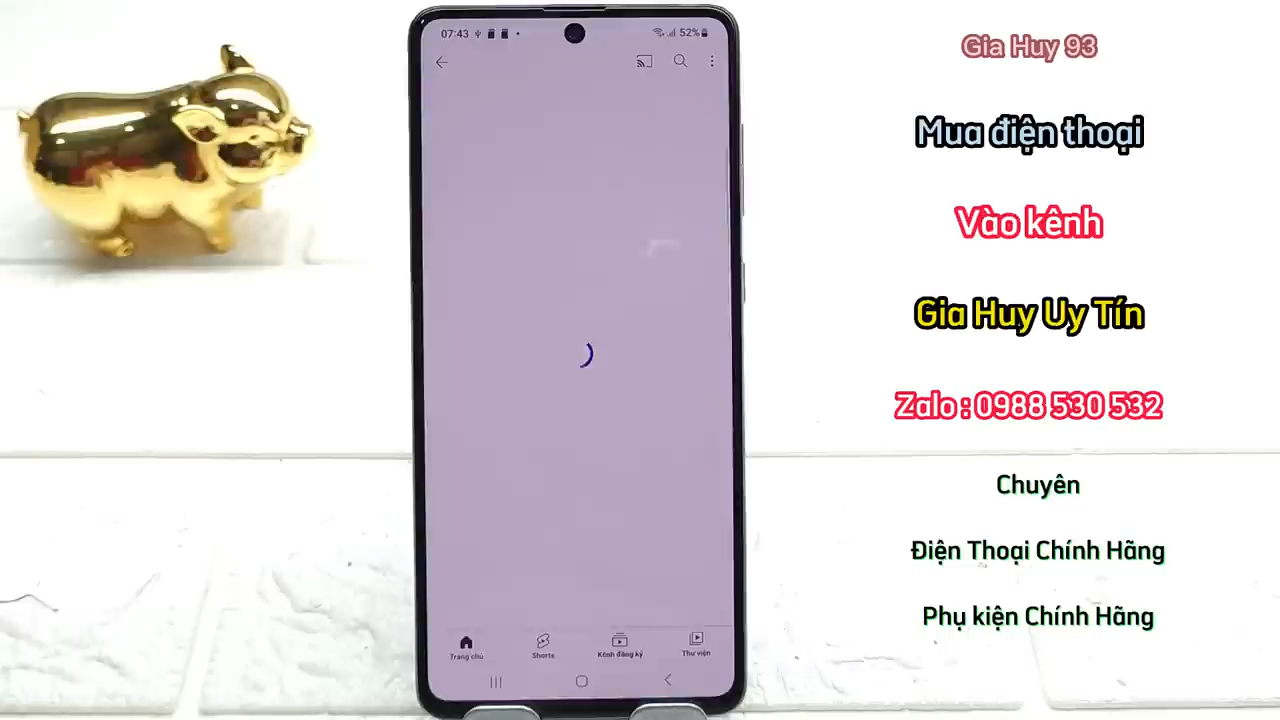 07:43
52%
Trang chủ
Shorts
Kênh đăng ký
Thư viện
Gia Huy 93
Mua điện thoại
Vào kênh
Gia Huy Uy Tín
Zalo : 0988 530 532
Chuyên
Điện Thoại Chính Hãng
Phụ kiện Chính Hãng